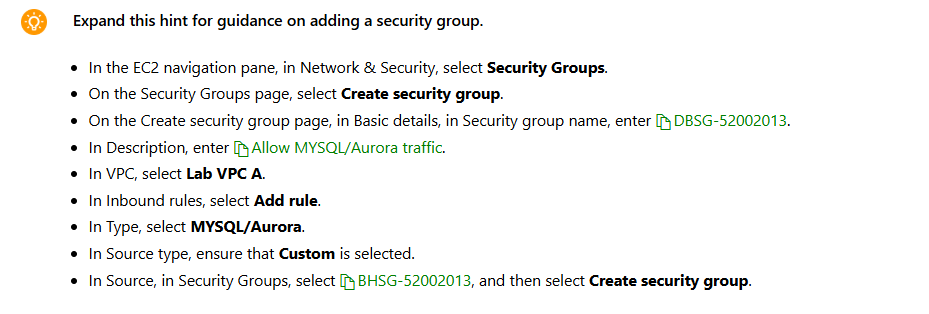 Expand this hint for guidance on adding a security group.
In the EC2 navigation pane, in Network & Security, select Security Groups.
On the Security Groups page, select Create security group.
On the Create security group page, in Basic details, in Security group name, enter DBSG-52002013.
In Description, enter Allow MYSQL/Aurora traffic.
In VPC, select Lab VPC A.
In Inbound rules, select Add rule.
In Type, select MYSQL/Aurora.
In Source type, ensure that Custom is selected.
In Source, in Security Groups, select BHSG-52002013, and then select Create security group.